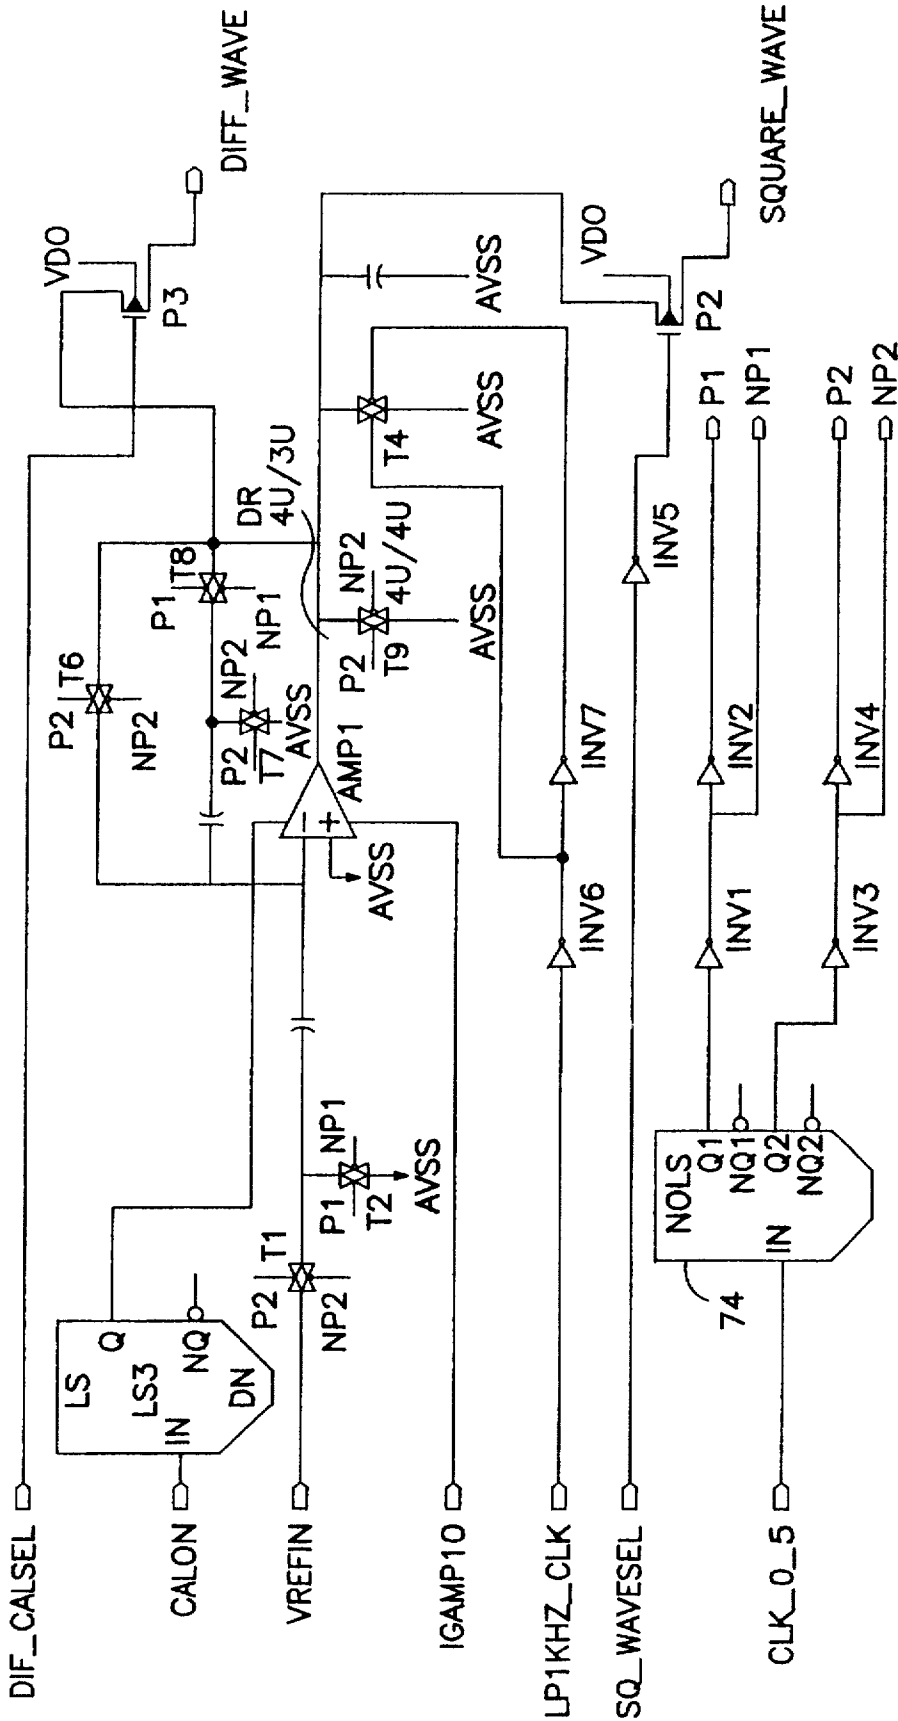 DIF_CALSEL
CALON
VREFIN
IGAMP10
LP1KHZ_CLK
SQ_WAVESEL
CLK_0_5
LS
Q
LS3
NQ
IN
DN
P2
T1
NP2
P1
NP1
T2
AVSS
P2
T6
NP2
P1
T8
NP1
P2
NP2
T7
AVSS
AMP1
-
+
AVSS
DR
4U/3U
P2
NP2
T9
4U/4U
AVSS
T4
AVSS
AVSS
VDO
P3
DIFF_WAVE
INV6
INV7
INV5
VDO
P2
SQUARE_WAVE
74
NOLS
Q1
NQ1
IN
Q2
NQ2
INV1
INV2
P1
NP1
INV3
INV4
P2
NP2